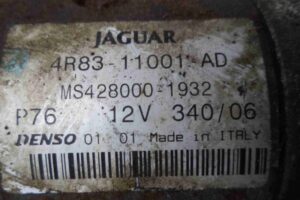 JAGUAR
4R83-11001 AD
MS428000-1932
P76 12V 340/06
DENSO 01 01 Made in ITALY